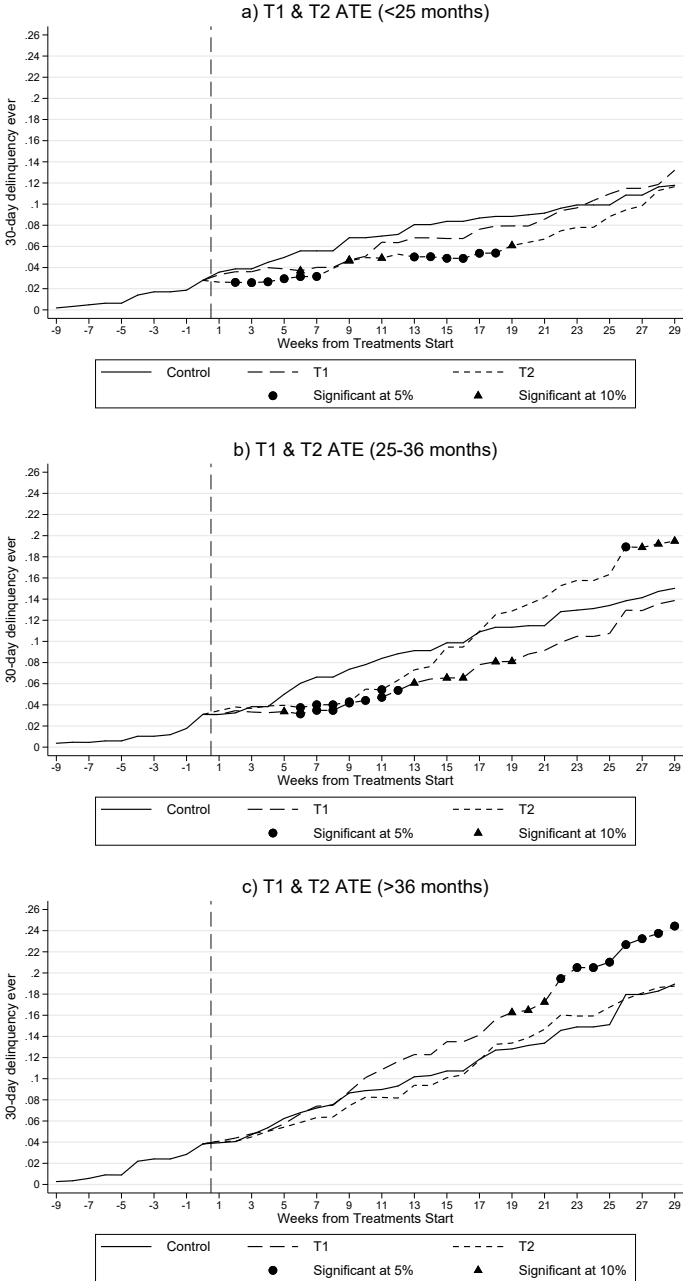 a) T1 & T2 ATE (<25 months)
30-day delinquency ever
.26
.24
.22
.2
.18
.16
.14
.12
.1
.08
.06
.04
.02
0
-9 -7 -5 -3 -1 1 3 5 7 9 11 13 15 17 19 21 23 25 27 29
Weeks from Treatments Start
Control T1 T2
Significant at 5% Significant at 10%
b) T1 & T2 ATE (25-36 months)
30-day delinquency ever
.26
.24
.22
.2
.18
.16
.14
.12
.1
.08
.06
.04
.02
0
-9 -7 -5 -3 -1 1 3 5 7 9 11 13 15 17 19 21 23 25 27 29
Weeks from Treatments Start
Control T1 T2
Significant at 5% Significant at 10%
c) T1 & T2 ATE (>36 months)
30-day delinquency ever
.26
.24
.22
.2
.18
.16
.14
.12
.1
.08
.06
.04
.02
0
-9 -7 -5 -3 -1 1 3 5 7 9 11 13 15 17 19 21 23 25 27 29
Weeks from Treatments Start
Control T1 T2
Significant at 5% Significant at 10%